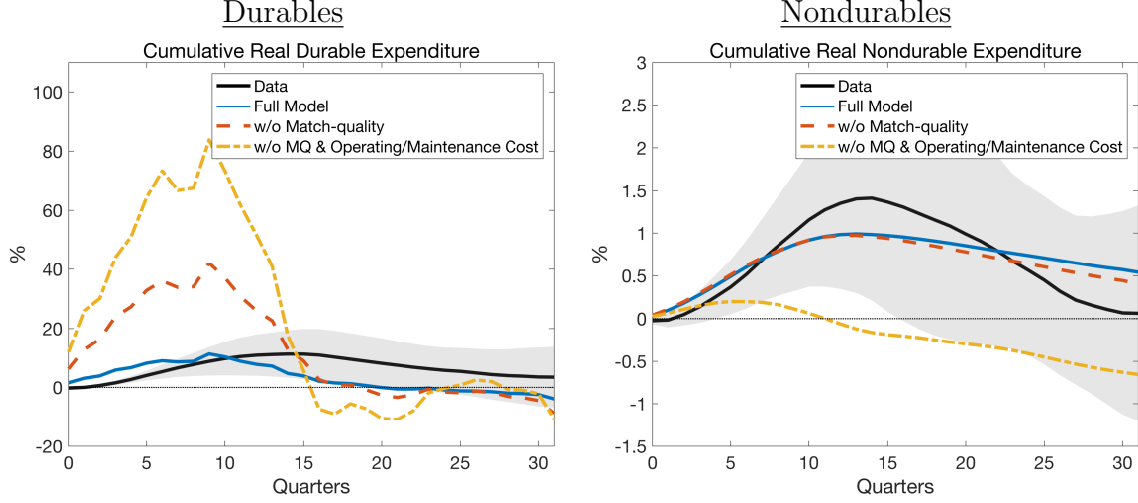 Durables
Cumulative Real Durable Expenditure
100
80
60
40
20
0
-20
%
Data
Full Model
w/o Match-quality
w/o MQ & Operating/Maintenance Cost
0 5 10 15 20 25 30
Quarters
Nondurables
Cumulative Real Nondurable Expenditure
3
2.5
2
1.5
1
0.5
0
-0.5
-1
-1.5
%
Data
Full Model
w/o Match-quality
w/o MQ & Operating/Maintenance Cost
0 5 10 15 20 25 30
Quarters